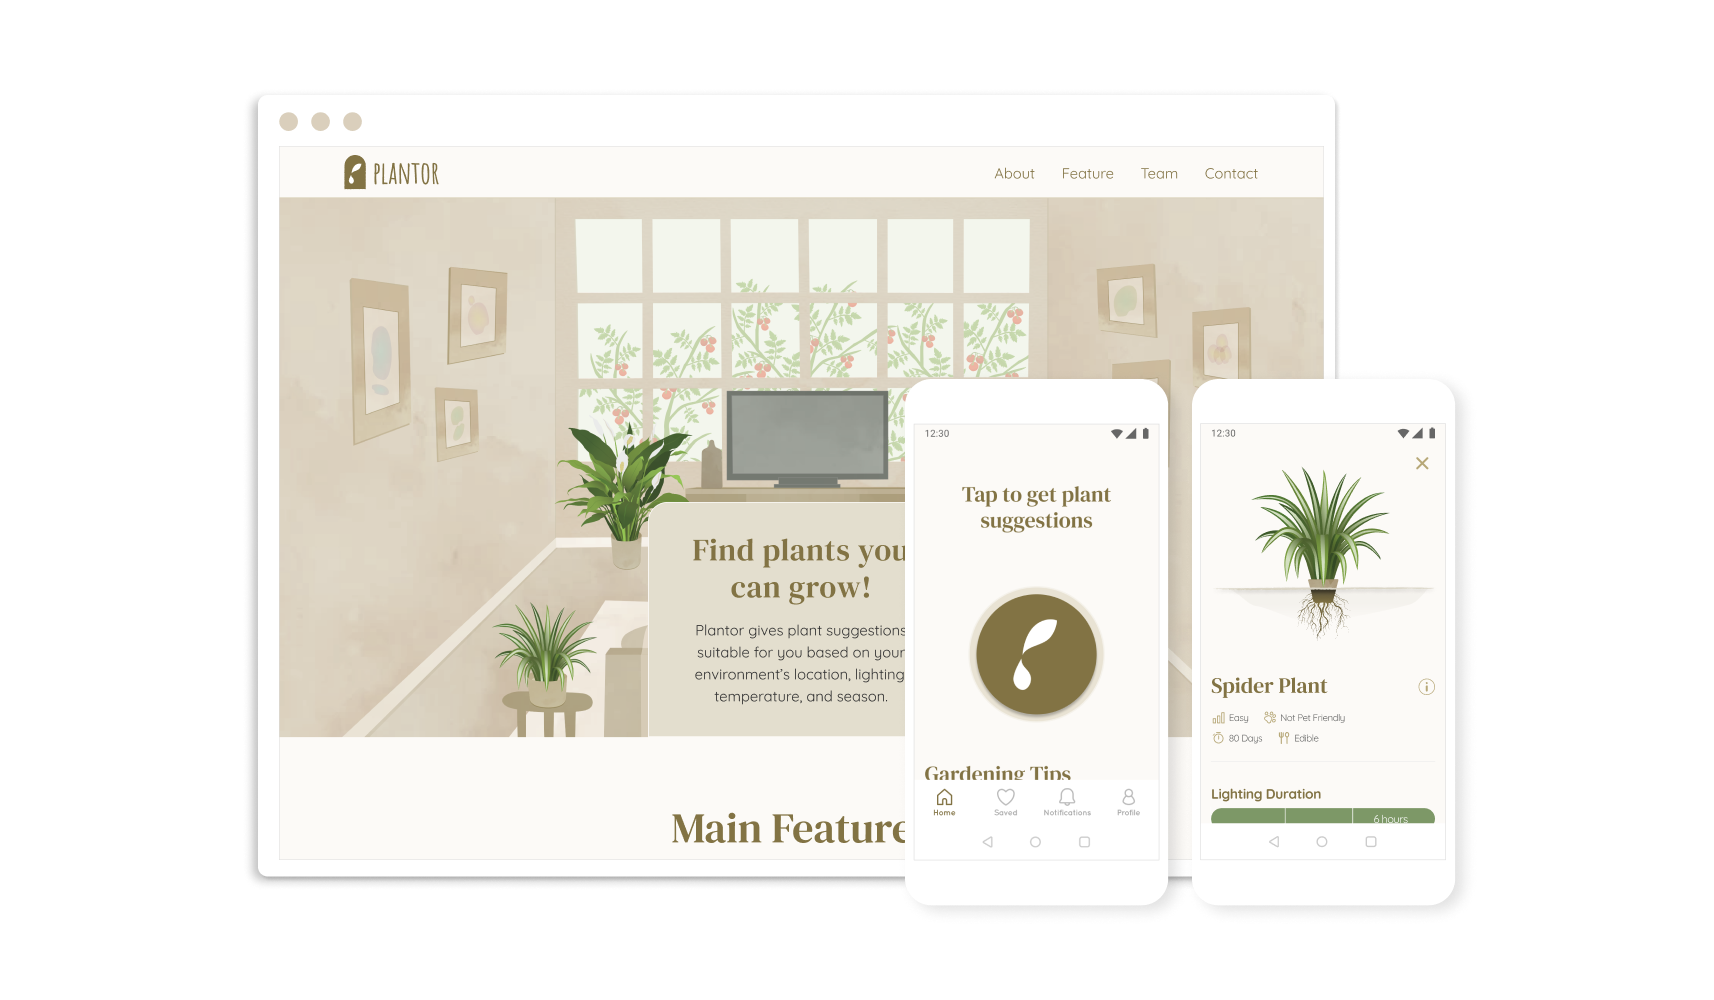 PLANTOR
About Feature Team Contact
Find plants you
can grow!
Plantor gives plant suggestions
suitable for you based on your
environment's location, lighting
temperature, and season.
Main Feature
12:30
Tap to get plant
suggestions
Gardening Tips
Home Saved Notifications Profile
12:30
Spider Plant
Easy Not Pet Friendly
80 Days Edible
Lighting Duration
6 hours